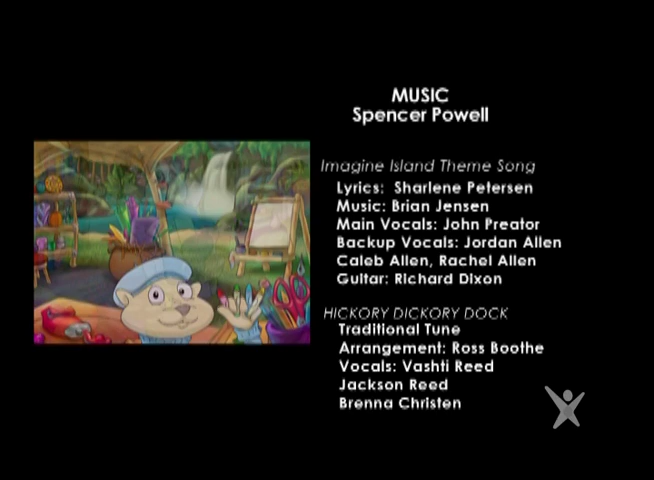 MUSIC
Spencer Powell
Imagine Island Theme Song
Lyrics: Sharlene Petersen
Music: Brian Jensen
Main Vocals: John Preator
Backup Vocals: Jordan Allen
Caleb Allen, Rachel Allen
Guitar: Richard Dixon
HICKORY DICKORY DOCK
Traditional Tune
Arrangement: Ross Boothe
Vocals: Vashti Reed
Jackson Reed
Brenna Christen